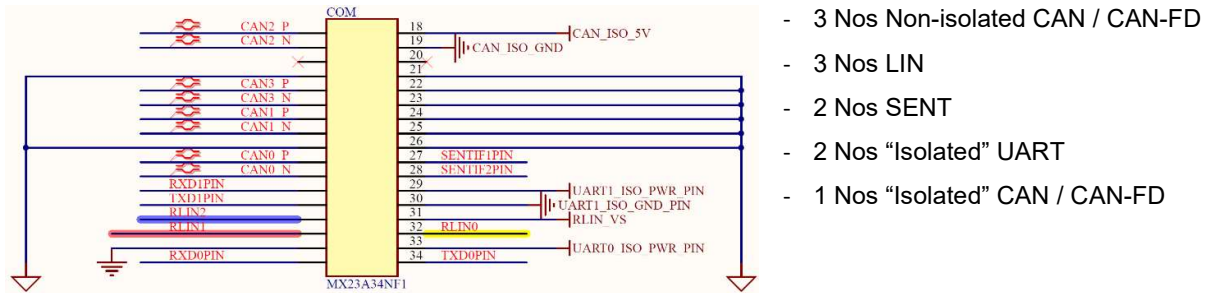 COM
CAN2_P
CAN2_N
CAN3_P
CAN3_N
CAN1_P
CAN1_N
CAN0_P
CAN0_N
RXD1PIN
TXD1PIN
RLIN2
RLIN1
RXD0PIN
18 CAN_ISO_5V
19 CAN_ISO_GND
20
21
22
23
24
25
26
27 SENTIF1PIN
28 SENTIF2PIN
29 UART1_ISO_PWR_PIN
30 UART1_ISO_GND_PIN
31 RLIN_VS
32 RLIN0
33 UART0_ISO_PWR_PIN
34 TXD0PIN
MX23A34NF1
- 3 Nos Non-isolated CAN / CAN-FD
- 3 Nos LIN
- 2 Nos SENT
- 2 Nos “Isolated” UART
- 1 Nos “Isolated” CAN / CAN-FD